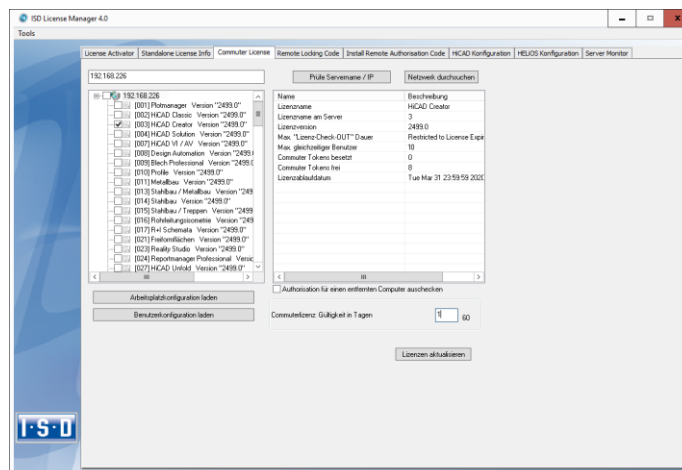 ISD License Manager 4.0
Tools
License Activator
Standalone License Info
Commuter License
Remote Locking Code
Install Remote Authorisation Code
HiCAD Konfiguration
HELiOS Konfiguration
Server Monitor
192.168.226
Prüfe Servername / IP
Netzwerk durchsuchen
192.168.226
[001] Plotmanager Version "2499.0"
[002] HiCAD Classic Version "2499.0"
[003] HiCAD Creator Version "2499.0"
[004] HiCAD Solution Version "2499.0"
[007] HiCAD VI / AV Version "2499.0"
[008] Design Automation Version "2499.
[009] Blech Professional Version "2499.0
[010] Profile Version "2499.0"
[011] Metallbau Version "2499.0"
[013] Stahlbau / Metallbau Version "249
[014] Stahlbau Version "2499.0"
[015] Stahlbau / Treppen Version "2499
[016] Rohrleitungsisometrie Version "249
[017] R+I Schemata Version "2499.0"
[021] Freiformflächen Version "2499.0"
[023] Reality Studio Version "2499.0"
[024] Reportmanager Professional Versic
[027] HiCAD Unfold Version "2499.0"
Name Beschreibung
Lizenzname HiCAD Creator
Lizenzname am Server 3
Lizenzversion 2499.0
Max. "Lizenz-Check-OUT" Dauer Restricted to License Expir
Max. gleichzeitiger Benutzer 10
Commuter Tokens besetzt 0
Commuter Tokens frei 8
Lizenzablaufdatum Tue Mar 31 23:59:59 2020
Authorisation für einen entfernten Computer auschecken
Arbeitsplatzkonfiguration laden
Benutzerkonfiguration laden
Commuterlizenz: Gültigkeit in Tagen 1 60
Lizenzen aktualisieren
I·S·D